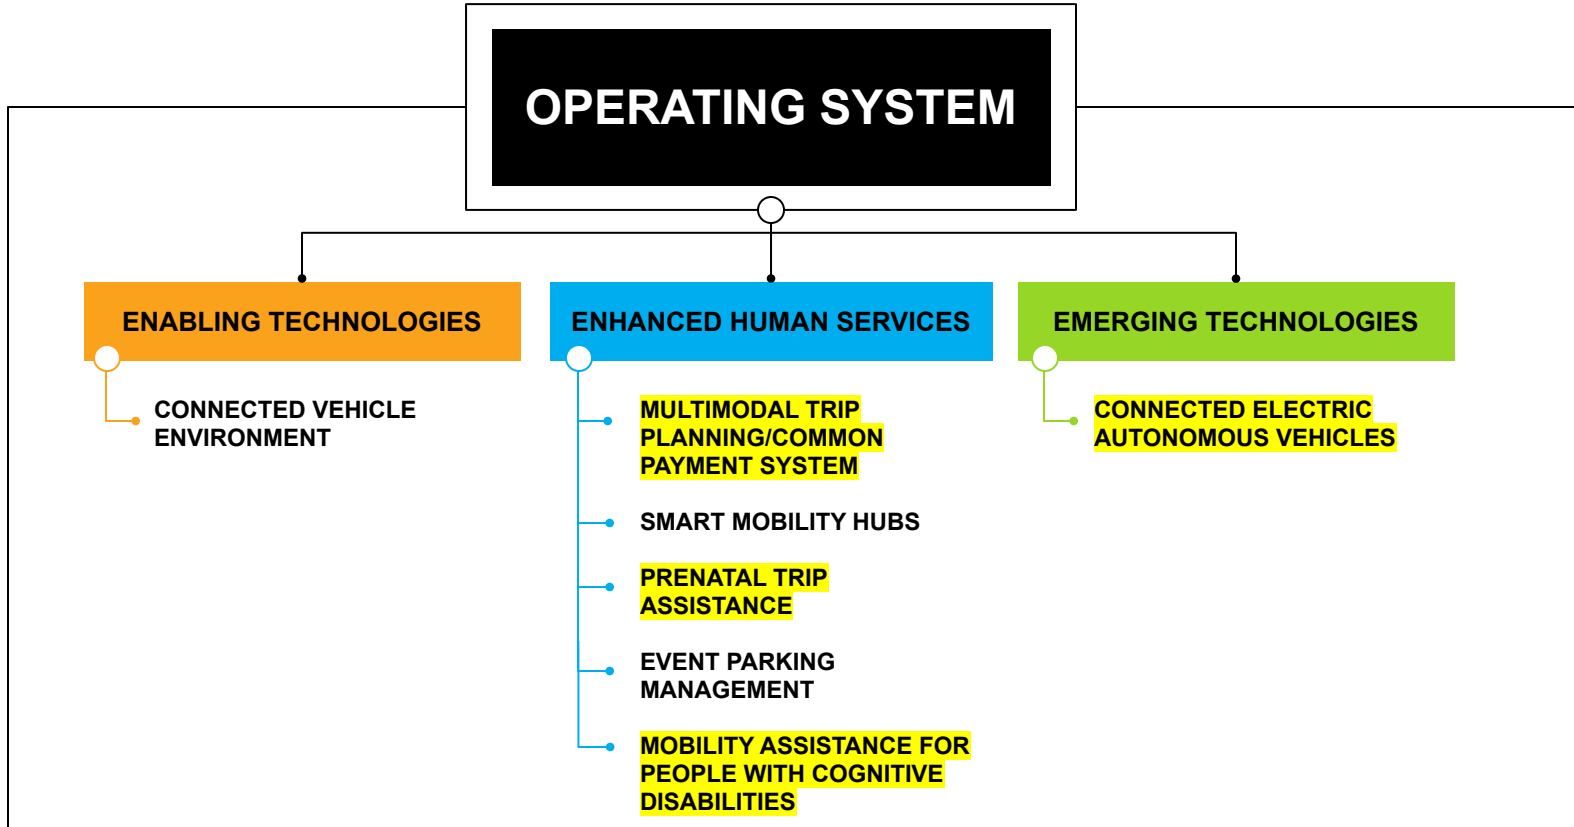 OPERATING SYSTEM
ENABLING TECHNOLOGIES
CONNECTED VEHICLE
ENVIRONMENT
ENHANCED HUMAN SERVICES
MULTIMODAL TRIP
PLANNING/COMMON
PAYMENT SYSTEM
SMART MOBILITY HUBS
PRENATAL TRIP
ASSISTANCE
EVENT PARKING
MANAGEMENT
MOBILITY ASSISTANCE FOR
PEOPLE WITH COGNITIVE
DISABILITIES
EMERGING TECHNOLOGIES
CONNECTED ELECTRIC
AUTONOMOUS VEHICLES